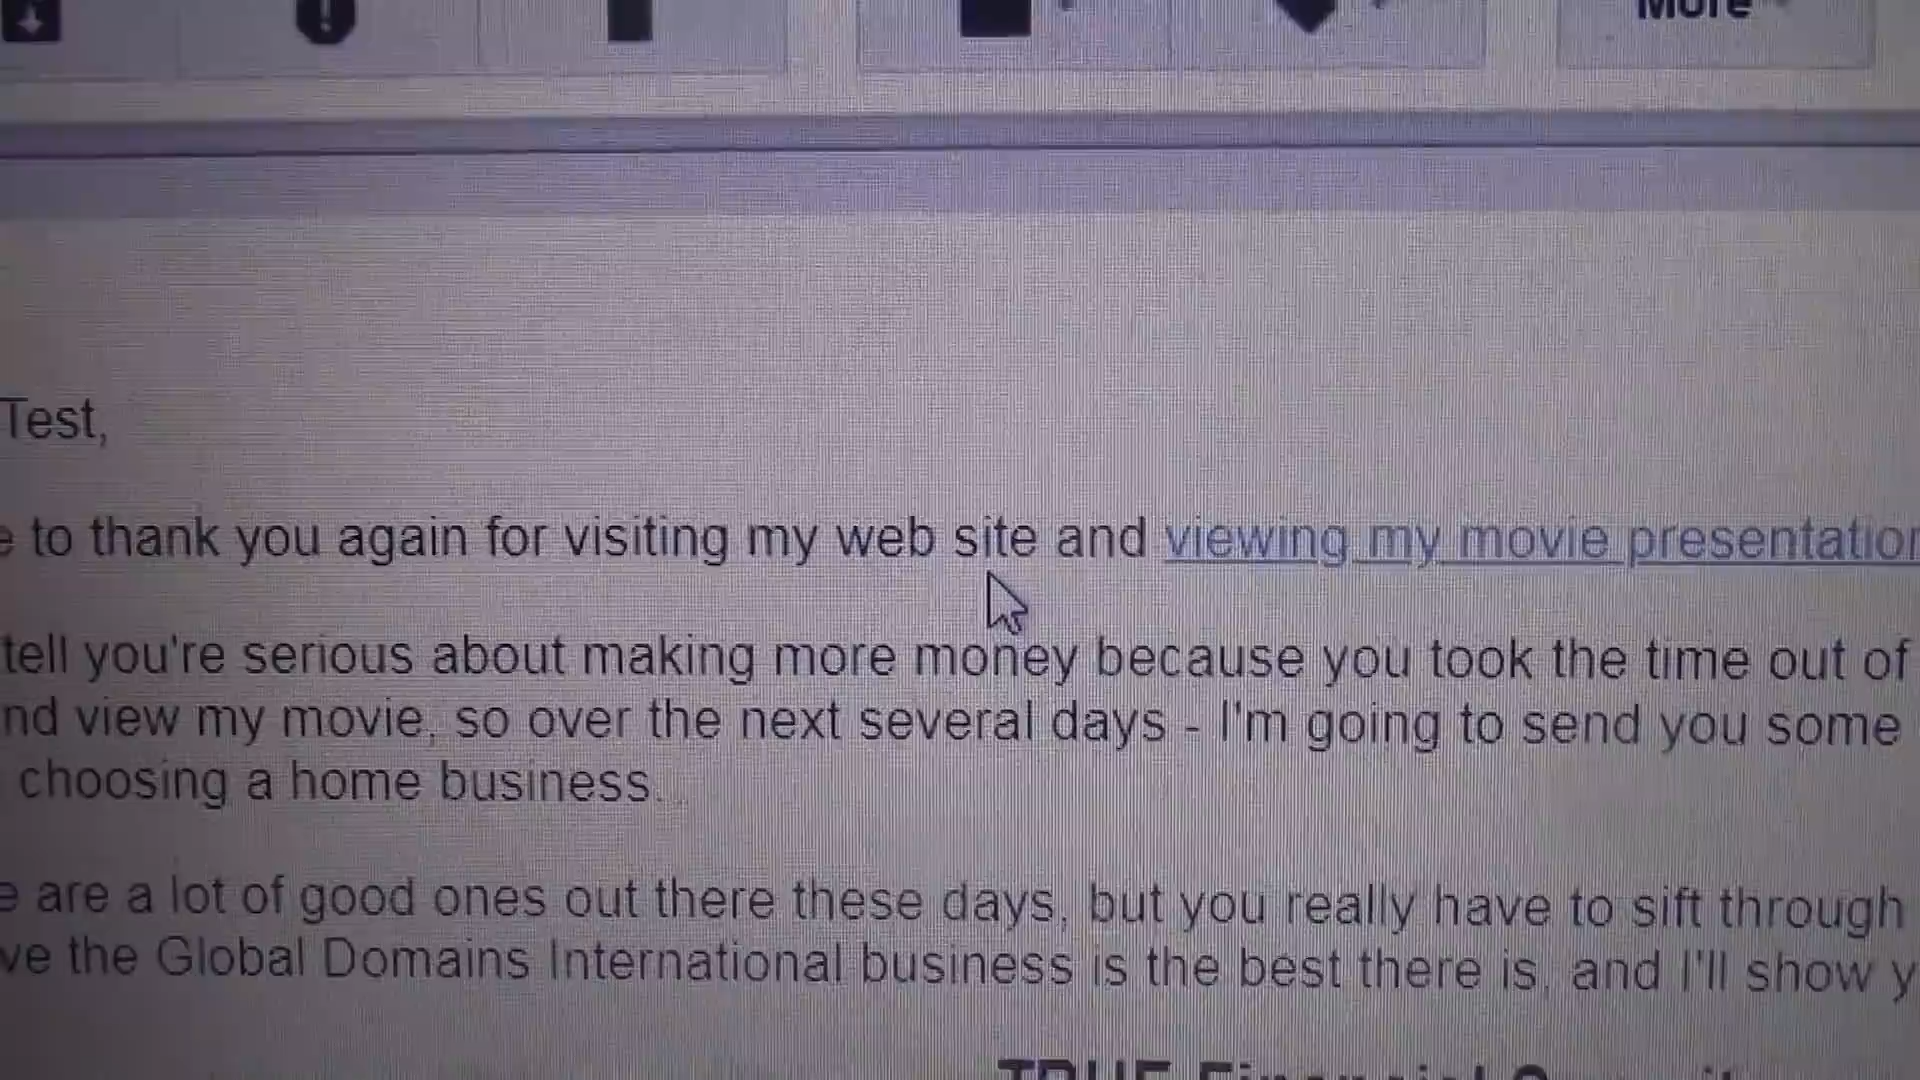 More
Test,
to thank you again for visiting my web site and viewing my movie presentation
tell you're serious about making more money because you took the time out of
nd view my movie, so over the next several days - I'm going to send you some
choosing a home business.
are a lot of good ones out there these days, but you really have to sift through
ve the Global Domains International business is the best there is, and I'll show y
TRUE Financial